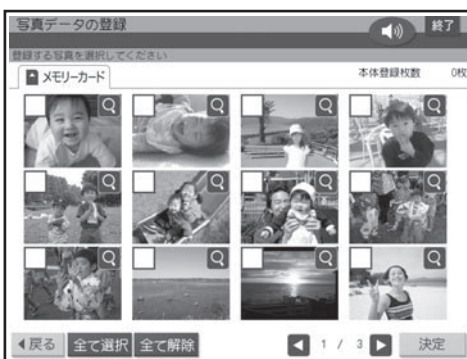 写真データの登録
終了
登録する写真を選択してください
メモリーカード
本体登録枚数 0枚
戻る 全て選択 全て解除 1 / 3 決定